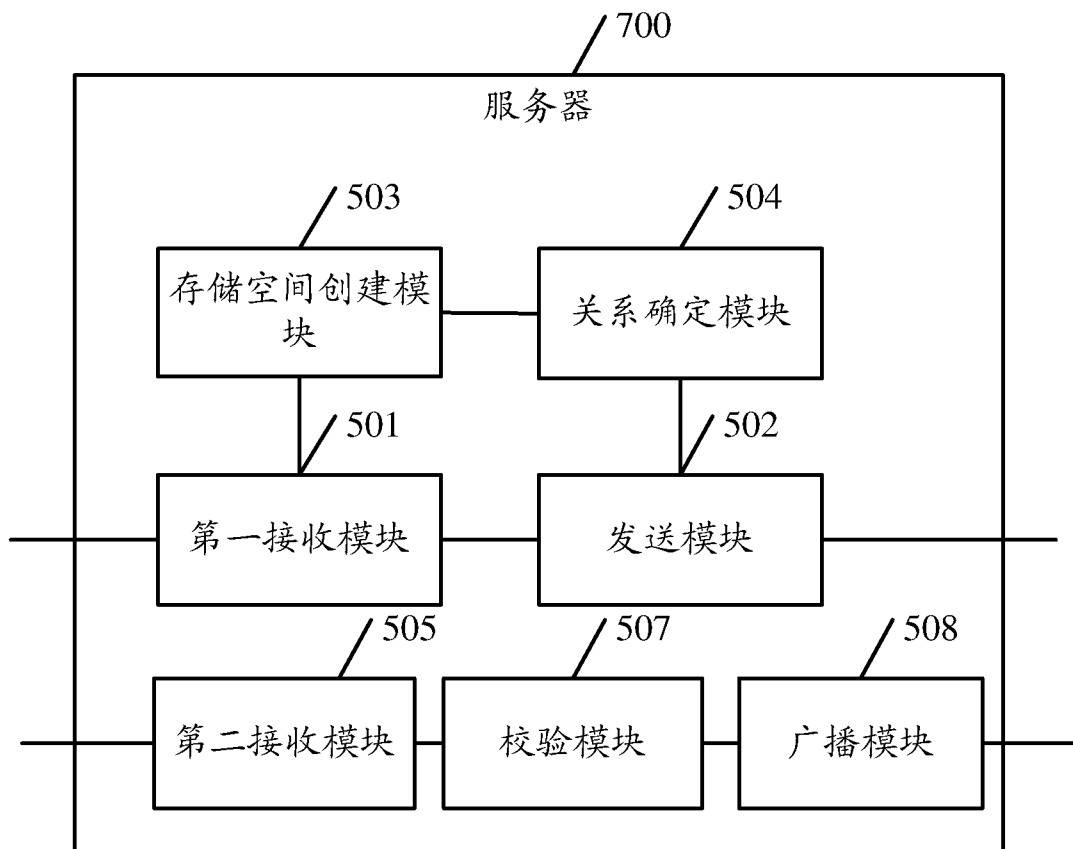 700
服务器
503
504
存储空间创建模
块
关系确定模块
501
502
第一接收模块
发送模块
505
507
508
第二接收模块
校验模块
广播模块